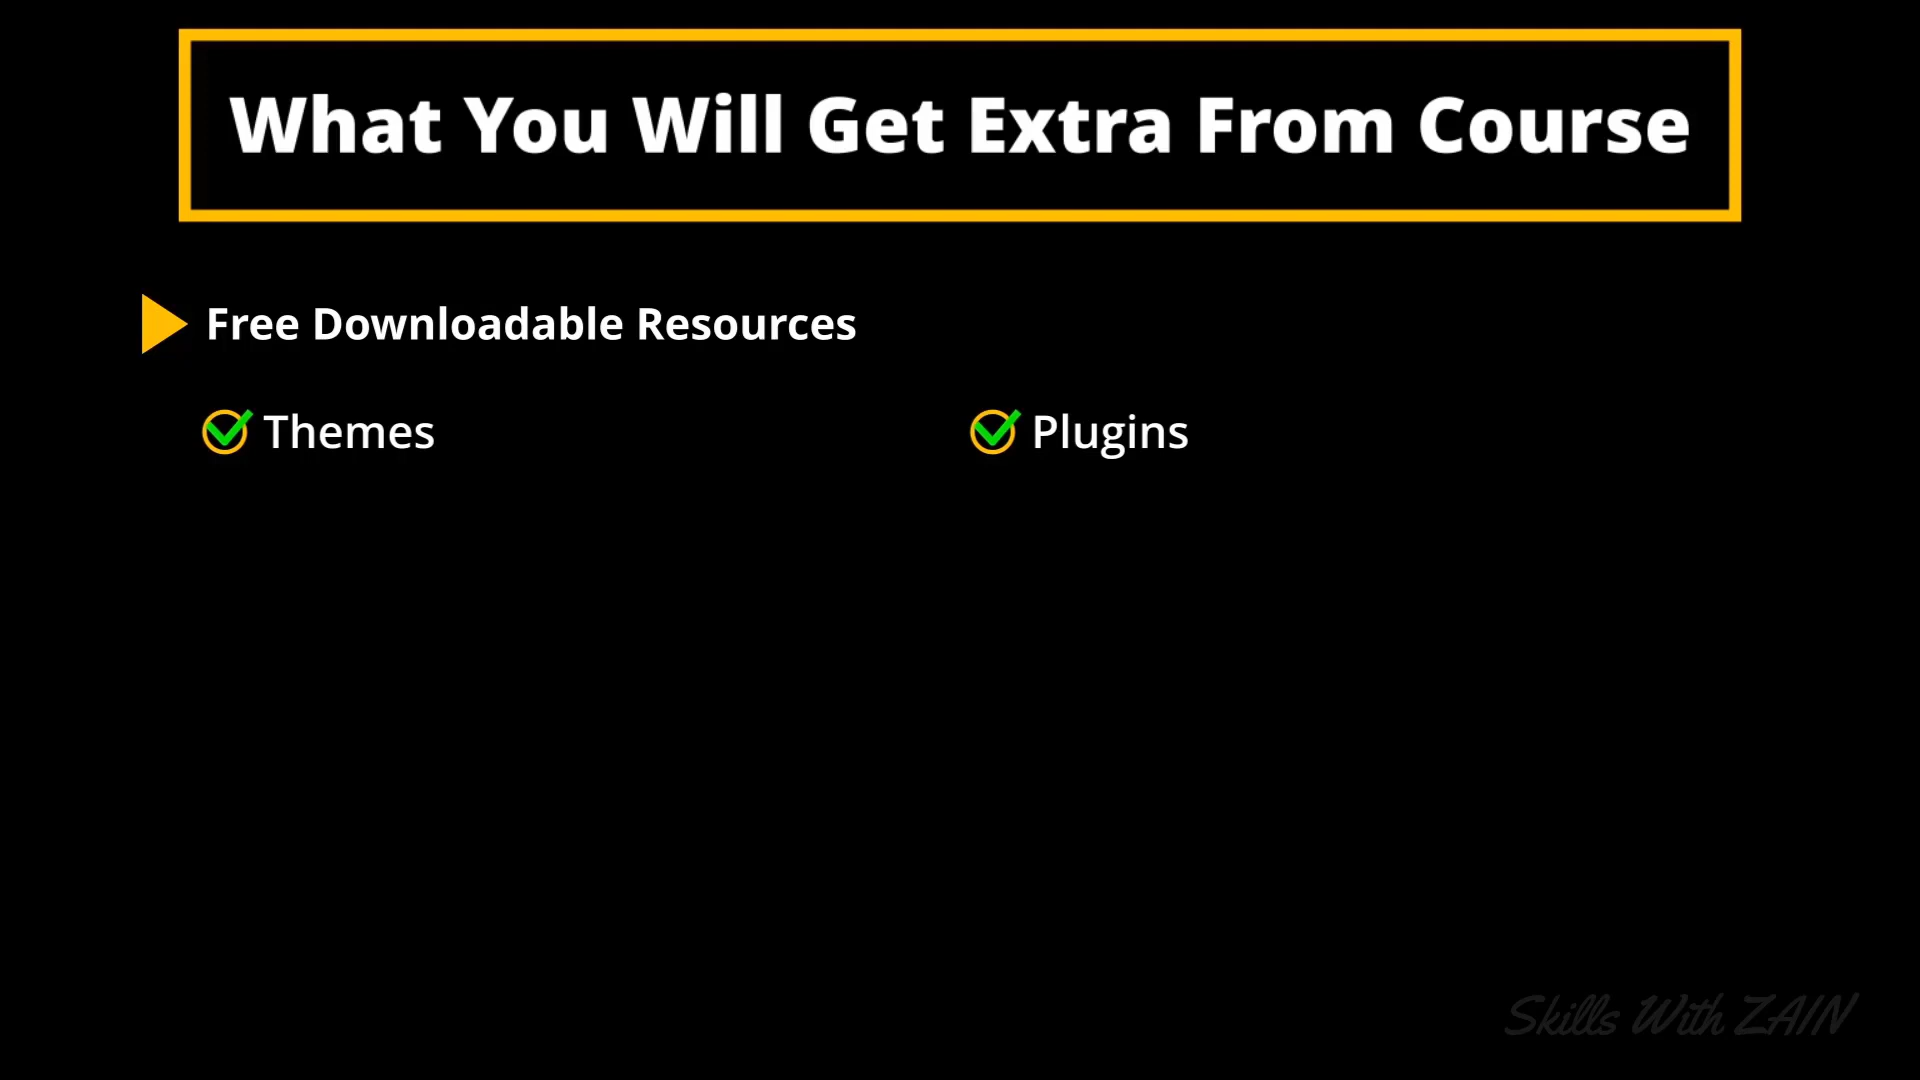 What You Will Get Extra From Course
Free Downloadable Resources
Themes
Plugins
Skills With ZAIN